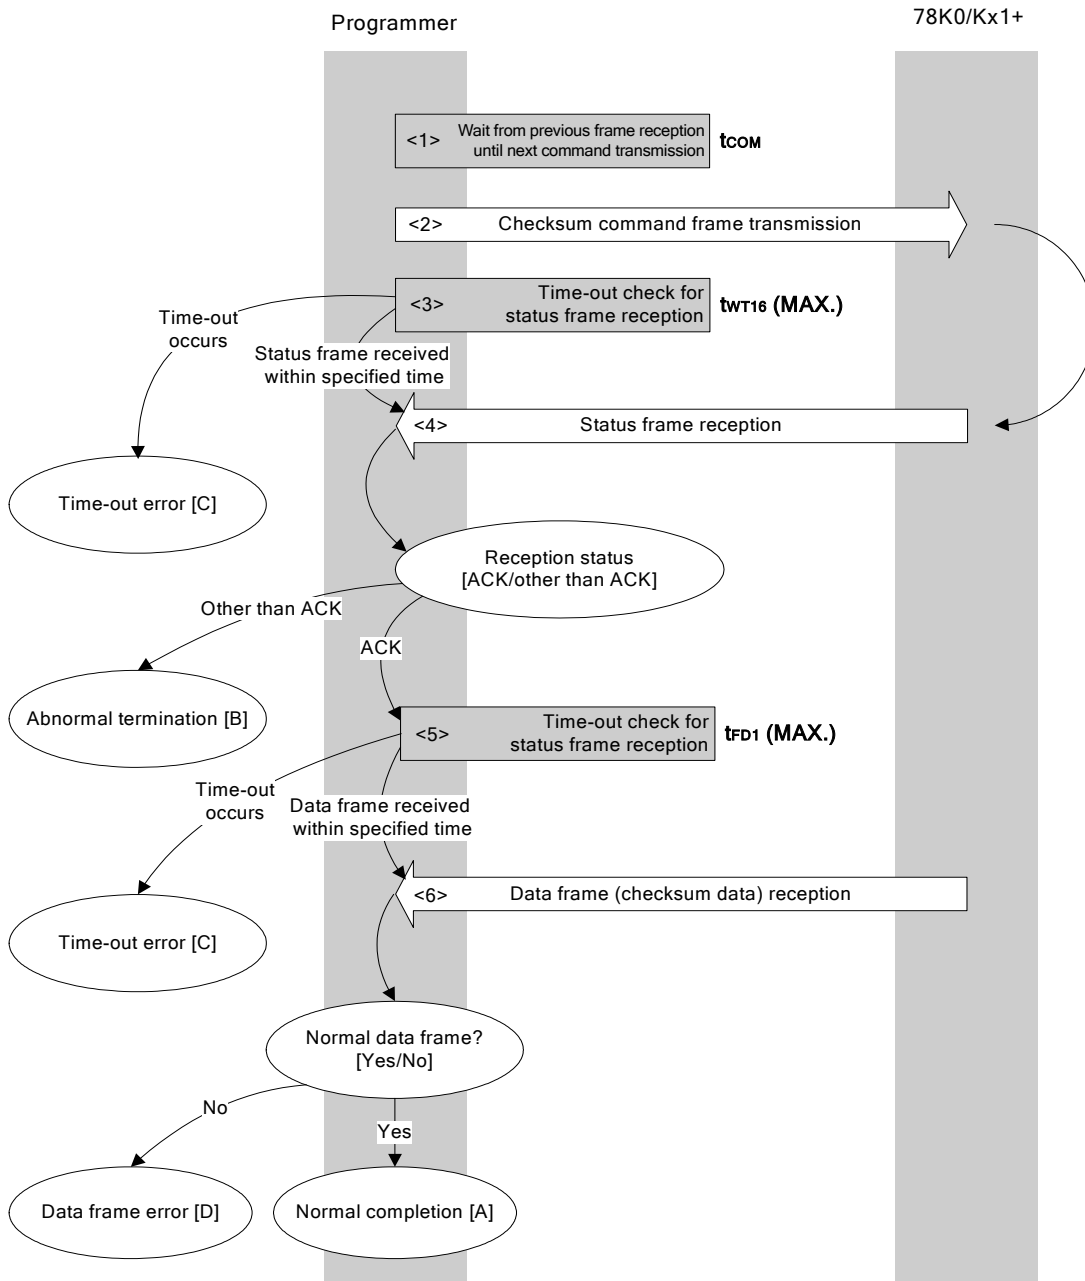 Programmer
78K0/Kx1+
<1> Wait from previous frame reception
until next command transmission
tCOM
<2> Checksum command frame transmission
<3> Time-out check for
status frame reception
tWT16 (MAX.)
Time-out
occurs
Status frame received
within specified time
<4> Status frame reception
Time-out error [C]
Reception status
[ACK/other than ACK]
Other than ACK
ACK
Abnormal termination [B]
<5> Time-out check for
status frame reception
tFD1 (MAX.)
Time-out
occurs
Data frame received
within specified time
<6> Data frame (checksum data) reception
Time-out error [C]
Normal data frame?
[Yes/No]
No
Yes
Data frame error [D]
Normal completion [A]